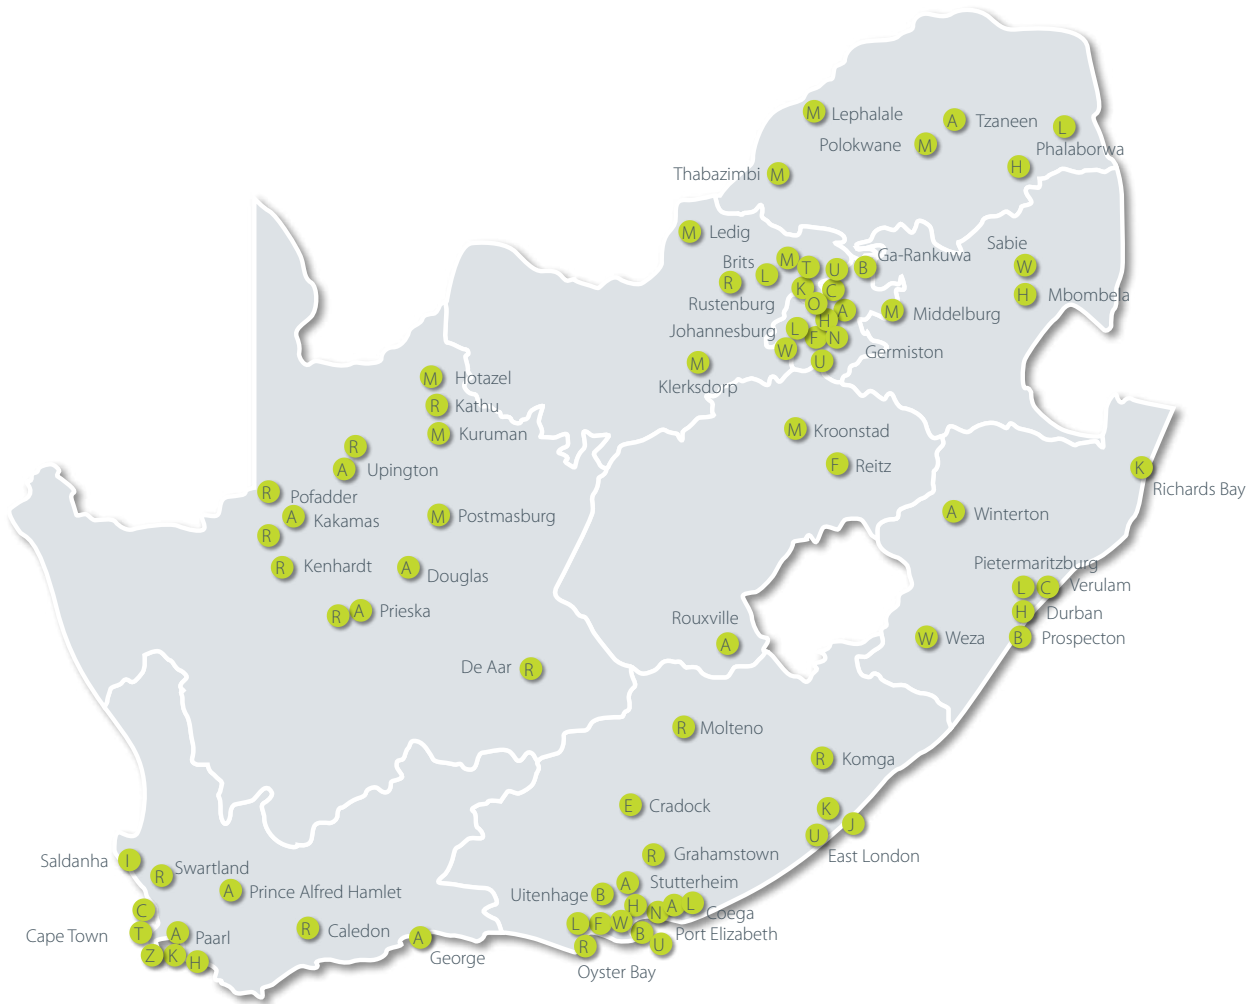 M Lephalale
A Tzaneen
L
Phalaborwa
Polokwane M
H
Thabazimbi M
M Ledig
Sabie
W
Ga-Rankuwa
Brits
M T U B
L
R
K C
H Mbombela
Rustenburg
O A
M Middelburg
H
Johannesburg L
F N
W
Germiston
U
M
Klerksdorp
M Hotazel
R Kathu
M Kuruman
M Kroonstad
R
A Upington
F Reitz
K
Richards Bay
R Pofadder
A Kakamas
M Postmasburg
A Winterton
R
R Kenhardt
A Douglas
Pietermaritzburg
L C Verulam
R A Prieska
H Durban
Rouxville
A
W Weza
B Prospecton
De Aar R
R Molteno
R Komga
E Cradock
K
J
U
East London
Saldanha I
R Swartland
R Grahamstown
A Prince Alfred Hamlet
Uitenhage B
A Stutterheim
C
H N A L Coega
Cape Town T
A Paarl
R Caledon
A
George
L F W B
Port Elizabeth
Z K H
R
U
Oyster Bay